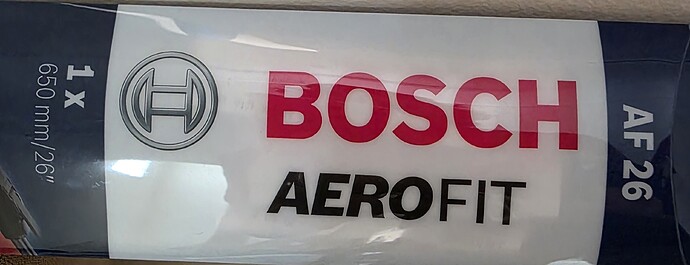 1 x
650 mm/26"
BOSCH
AEROFIT
AF 26